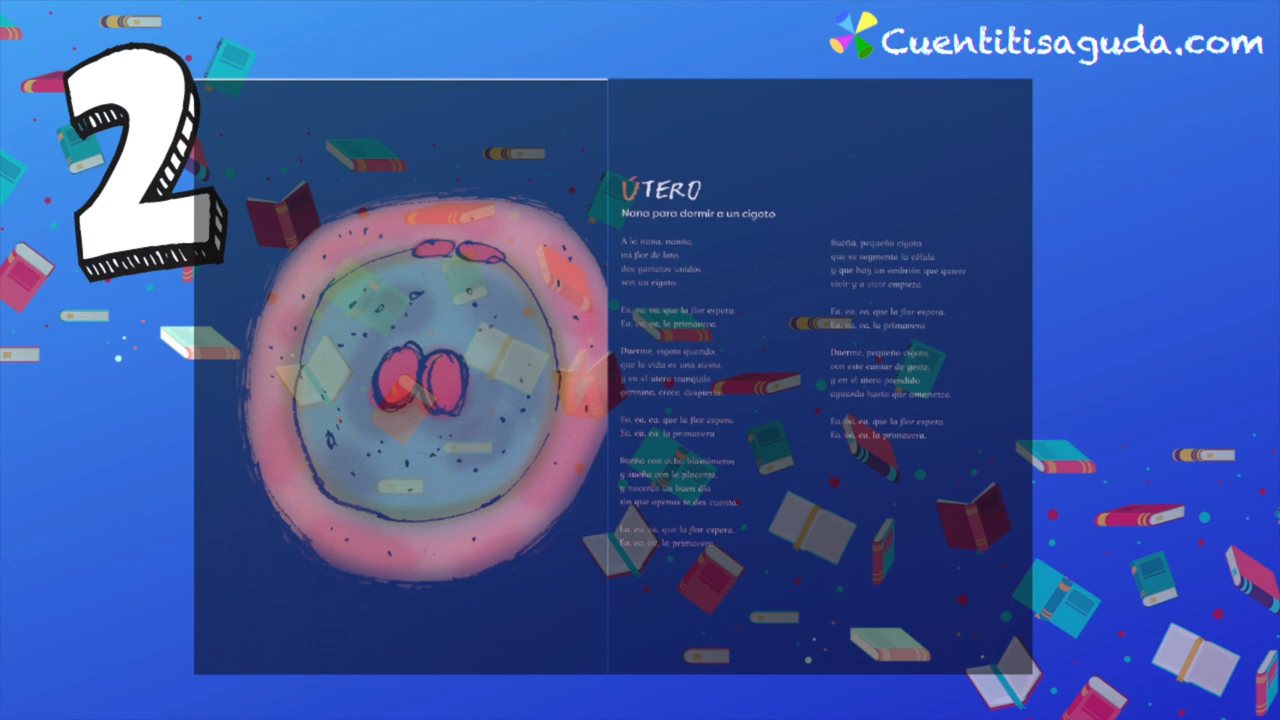 2
Cuentitisaguda.com
ÚTERO
Nana para dormir a un cigoto
A la nana, nanita,
mi flor de loto,
dos gametos unidos
son un cigoto.
Ea, ea, ea, que la flor espera.
Ea, ea, ea, la primavera.
Duerme, cigoto querido
que la vida es una siesta,
y en el útero tranquilo
germina, crece, despierta.
Ea, ea, ea, que la flor espera.
Ea, ea, ea, la primavera.
Sueña con ocho blastómeros
y sueña con la placenta,
y nacerás un buen día
sin que apenas te des cuenta.
Ea, ea, ea, que la flor espera.
Ea, ea, ea, la primavera.
Sueña, pequeño cigoto
que se segmenta la célula
y que hay un embrión que quiere
vivir y a vivir empieza.
Ea, ea, ea, que la flor espera.
Ea, ea, ea, la primavera.
Duerme, pequeño cigoto,
con este cantar de gesta,
y en el útero prendido
aguarda hasta que amanezca.
Ea, ea, ea, que la flor espera
Ea, ea, ea, la primavera.